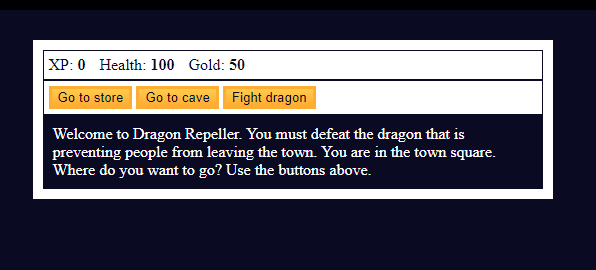 XP: 0 Health: 100 Gold: 50
Go to store Go to cave Fight dragon
Welcome to Dragon Repeller. You must defeat the dragon that is
preventing people from leaving the town. You are in the town square.
Where do you want to go? Use the buttons above.